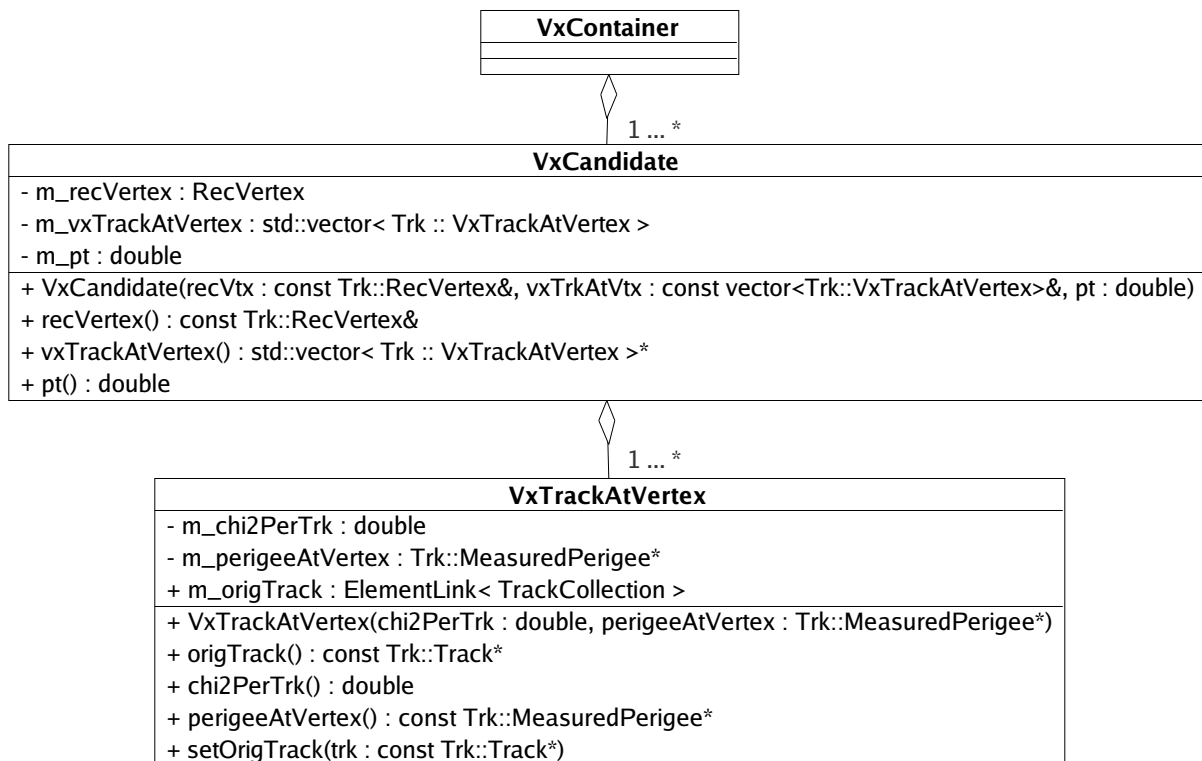 VxContainer
1 ... *
VxCandidate
- m_recVertex : RecVertex
- m_vxTrackAtVertex : std::vector< Trk :: VxTrackAtVertex >
- m_pt : double
+ VxCandidate(recVtx : const Trk::RecVertex&, vxTrkAtVtx : const vector<Trk::VxTrackAtVertex>&, pt : double)
+ recVertex() : const Trk::RecVertex&
+ vxTrackAtVertex() : std::vector< Trk :: VxTrackAtVertex >*
+ pt() : double
1 ... *
VxTrackAtVertex
- m_chi2PerTrk : double
- m_perigeeAtVertex : Trk::MeasuredPerigee*
+ m_origTrack : ElementLink< TrackCollection >
+ VxTrackAtVertex(chi2PerTrk : double, perigeeAtVertex : Trk::MeasuredPerigee*)
+ origTrack() : const Trk::Track*
+ chi2PerTrk() : double
+ perigeeAtVertex() : const Trk::MeasuredPerigee*
+ setOrigTrack(trk : const Trk::Track*)